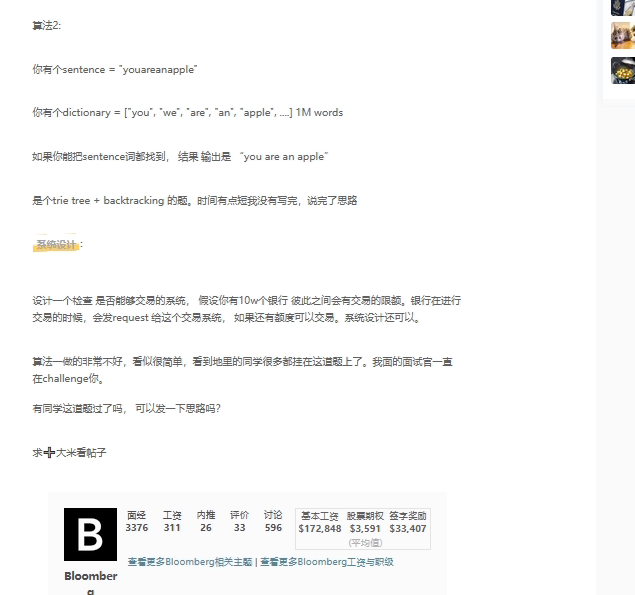 算法2:
你有个sentence = "youareanapple"
你有个dictionary = ["you", "we", "are", "an", "apple", ....] 1M words
如果你能把sentence词都找到， 结果 输出是 “you are an apple”
是个trie tree + backtracking 的题。时间有点短我没有写完，说完了思路
系统设计：
设计一个检查 是否能够交易的系统， 假设你有10w个银行 彼此之间会有交易的限额。银行在进行
交易的时候，会发request 给这个交易系统， 如果还有额度可以交易。系统设计还可以。
算法一做的非常不好，看似很简单，看到地里的同学很多都挂在这道题上了。我面的面试官一直
在challenge你。
有同学这道题过了吗， 可以发一下思路吗？
求➕大米看帖子
B
面经 工资 内推 评价 讨论 基本工资 股票期权 签字奖励
3376 311 26 33 596 $172,848 $3,591 $33,407
(平均值)
查看更多Bloomberg相关主题 | 查看更多Bloomberg工资与职级
Bloomber
g